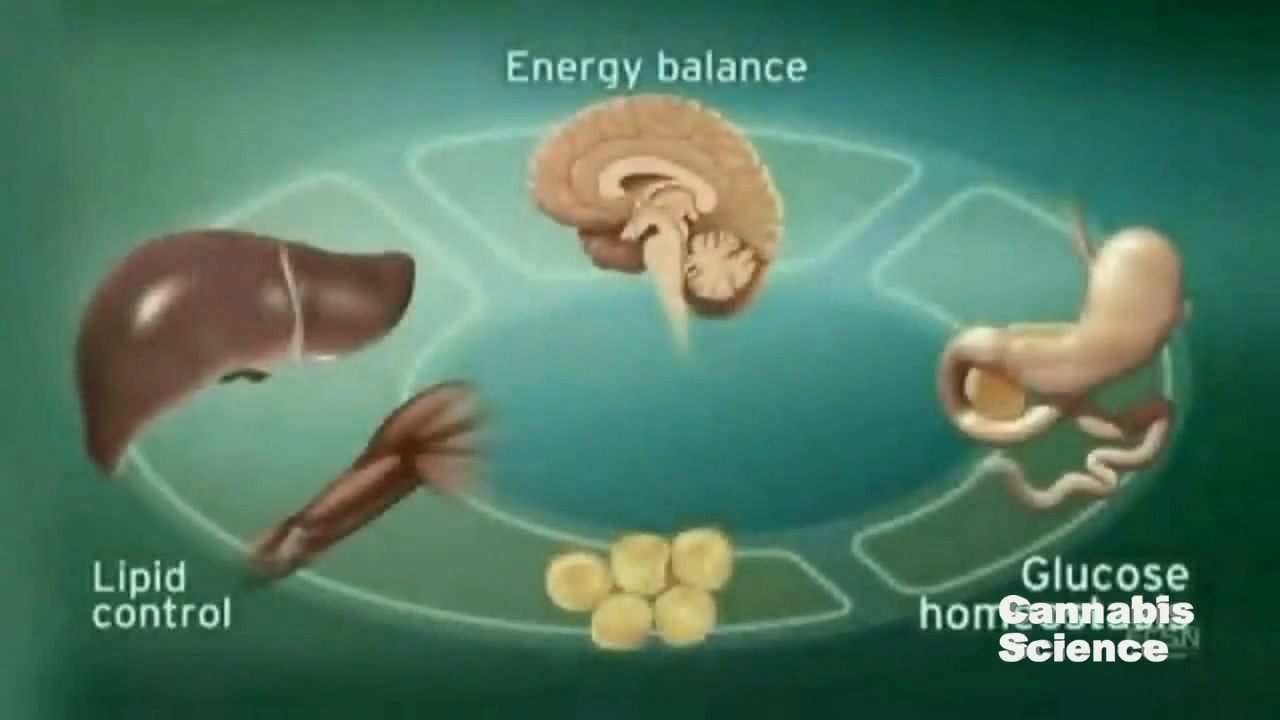 Energy balance
Lipid
control
Glucose
Cannabis
Science